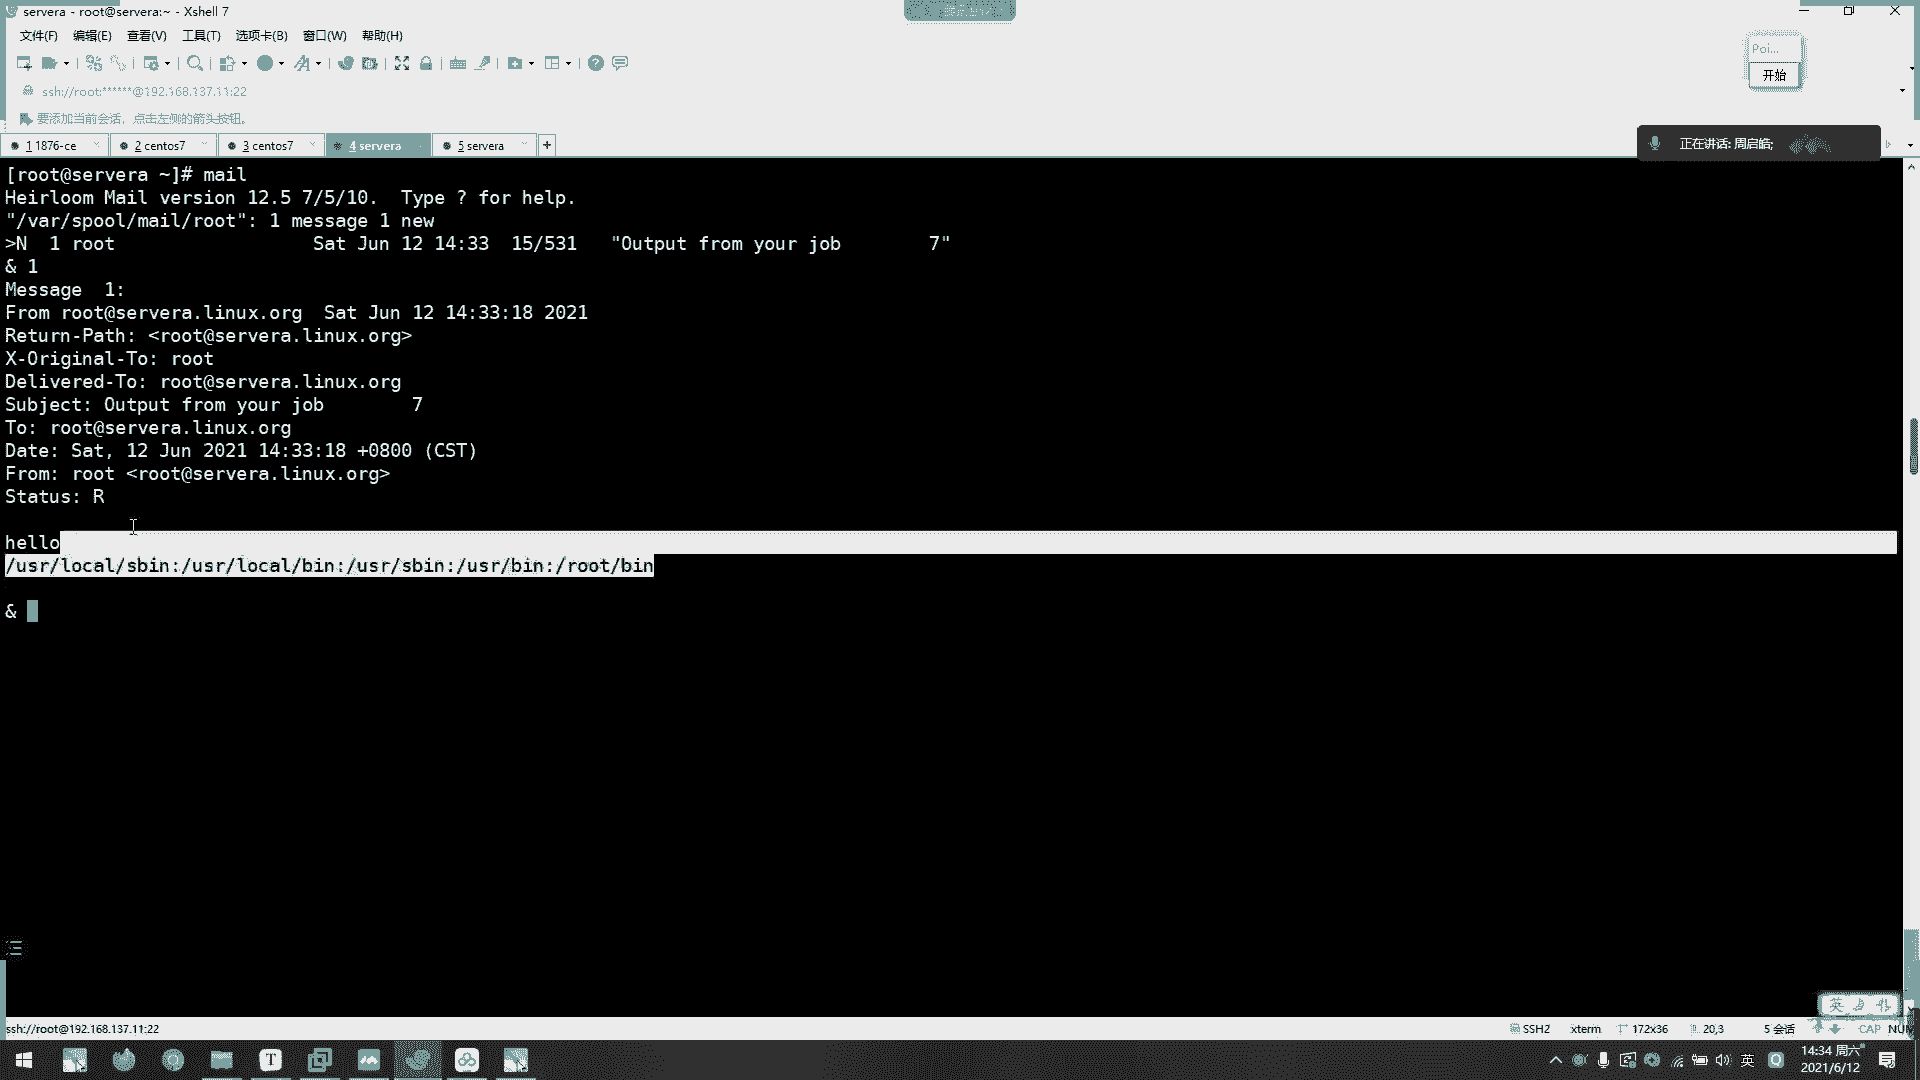 servera - root@servera:~ - Xshell 7
文件(F) 编辑(E) 查看(V) 工具(T) 选项卡(B) 窗口(W) 帮助(H)
Poi...
开始
ssh://root:******@192.168.137.11:22
要添加当前会话，点击左侧的箭头按钮。
1 1876-ce 2 centos7 3 centos7 4 servera 5 servera +
正在讲话: 周启皓;
[root@servera ~]# mail
Heirloom Mail version 12.5 7/5/10.  Type ? for help.
"/var/spool/mail/root": 1 message 1 new
>N  1 root                  Sat Jun 12 14:33  15/531   "Output from your job        7"
& 1
Message  1:
From root@servera.linux.org  Sat Jun 12 14:33:18 2021
Return-Path: <root@servera.linux.org>
X-Original-To: root
Delivered-To: root@servera.linux.org
Subject: Output from your job        7
To: root@servera.linux.org
Date: Sat, 12 Jun 2021 14:33:18 +0800 (CST)
From: root <root@servera.linux.org>
Status: R
hello
/usr/local/sbin:/usr/local/bin:/usr/sbin:/usr/bin:/root/bin
&
英
ssh://root@192.168.137.11:22 SSH2 xterm 172x36 20,3 5 会话 CAP NUM
英 14:34 周六
2021/6/12